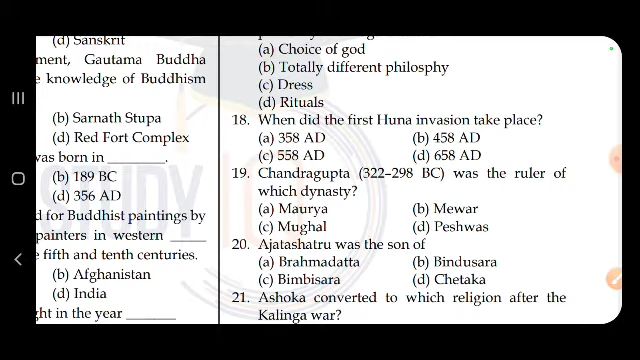 (d) Sanskrit
ment, Gautama Buddha
e knowledge of Buddhism
(b) Sarnath Stupa
(d) Red Fort Complex
was born in ________.
(b) 189 BC
(d) 356 AD
d for Buddhist paintings by
painters in western _____
e fifth and tenth centuries.
(b) Afghanistan
(d) India
ght in the year ________
(a) Choice of god
(b) Totally different philosphy
(c) Dress
(d) Rituals
18. When did the first Huna invasion take place?
(a) 358 AD (b) 458 AD
(c) 558 AD (d) 658 AD
19. Chandragupta (322–298 BC) was the ruler of
which dynasty?
(a) Maurya (b) Mewar
(c) Mughal (d) Peshwas
20. Ajatashatru was the son of
(a) Brahmadatta (b) Bindusara
(c) Bimbisara (d) Chetaka
21. Ashoka converted to which religion after the
Kalinga war?
STUDY